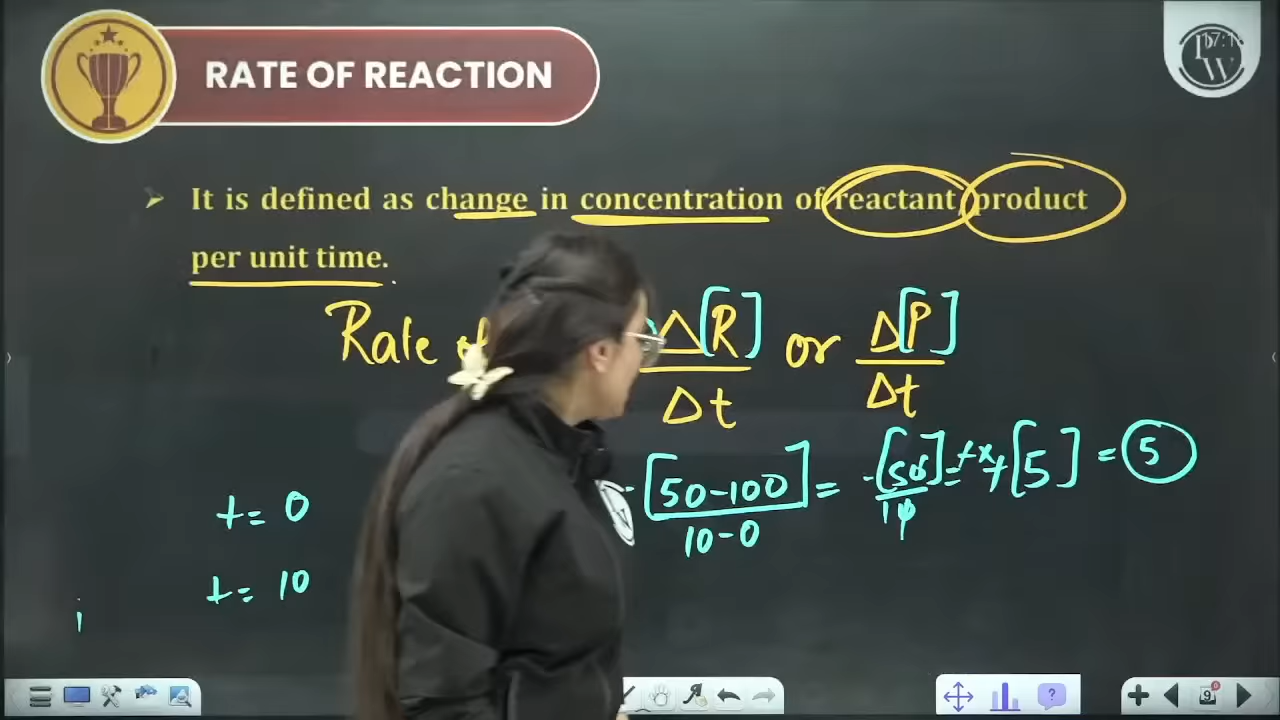 RATE OF REACTION
It is defined as change in concentration of reactant, product
per unit time.
Rate of Δ[R]/Δt or Δ[P]/Δt
-[50-100]/10-0 = = [5] = 5
t = 0
t = 10